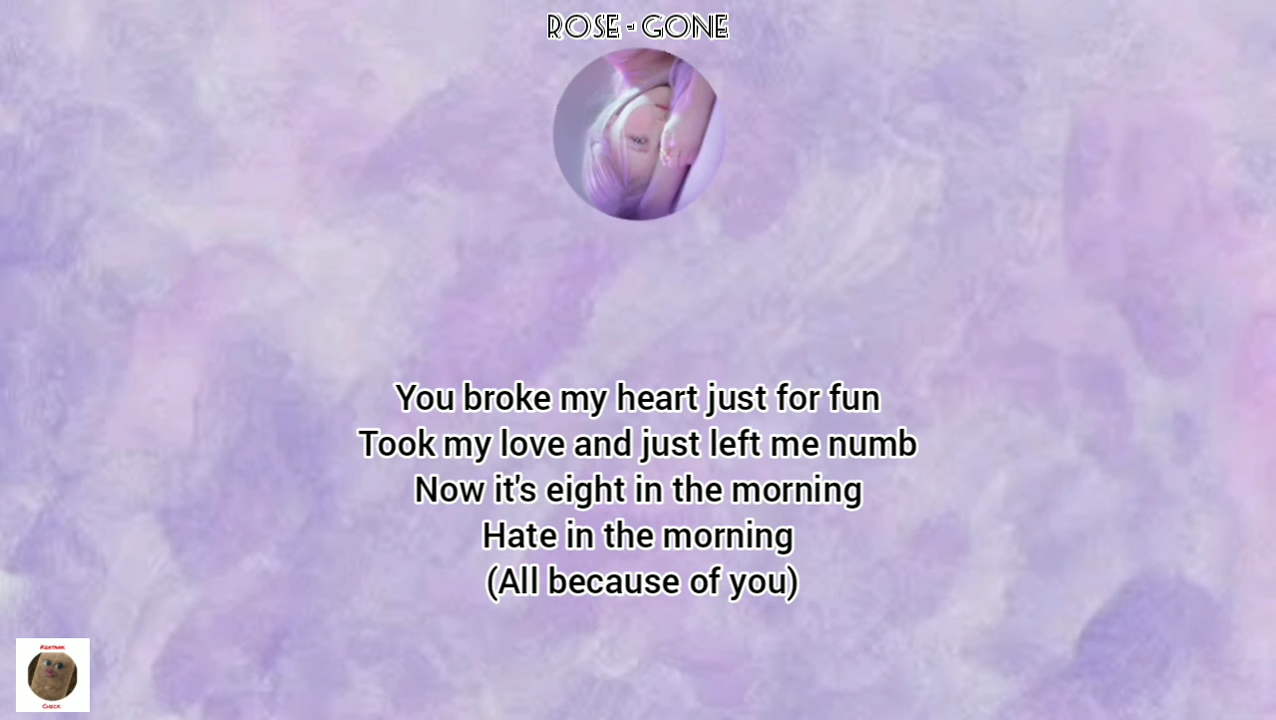 ROSE - GONE
You broke my heart just for fun
Took my love and just left me numb
Now it's eight in the morning
Hate in the morning
(All because of you)
Check